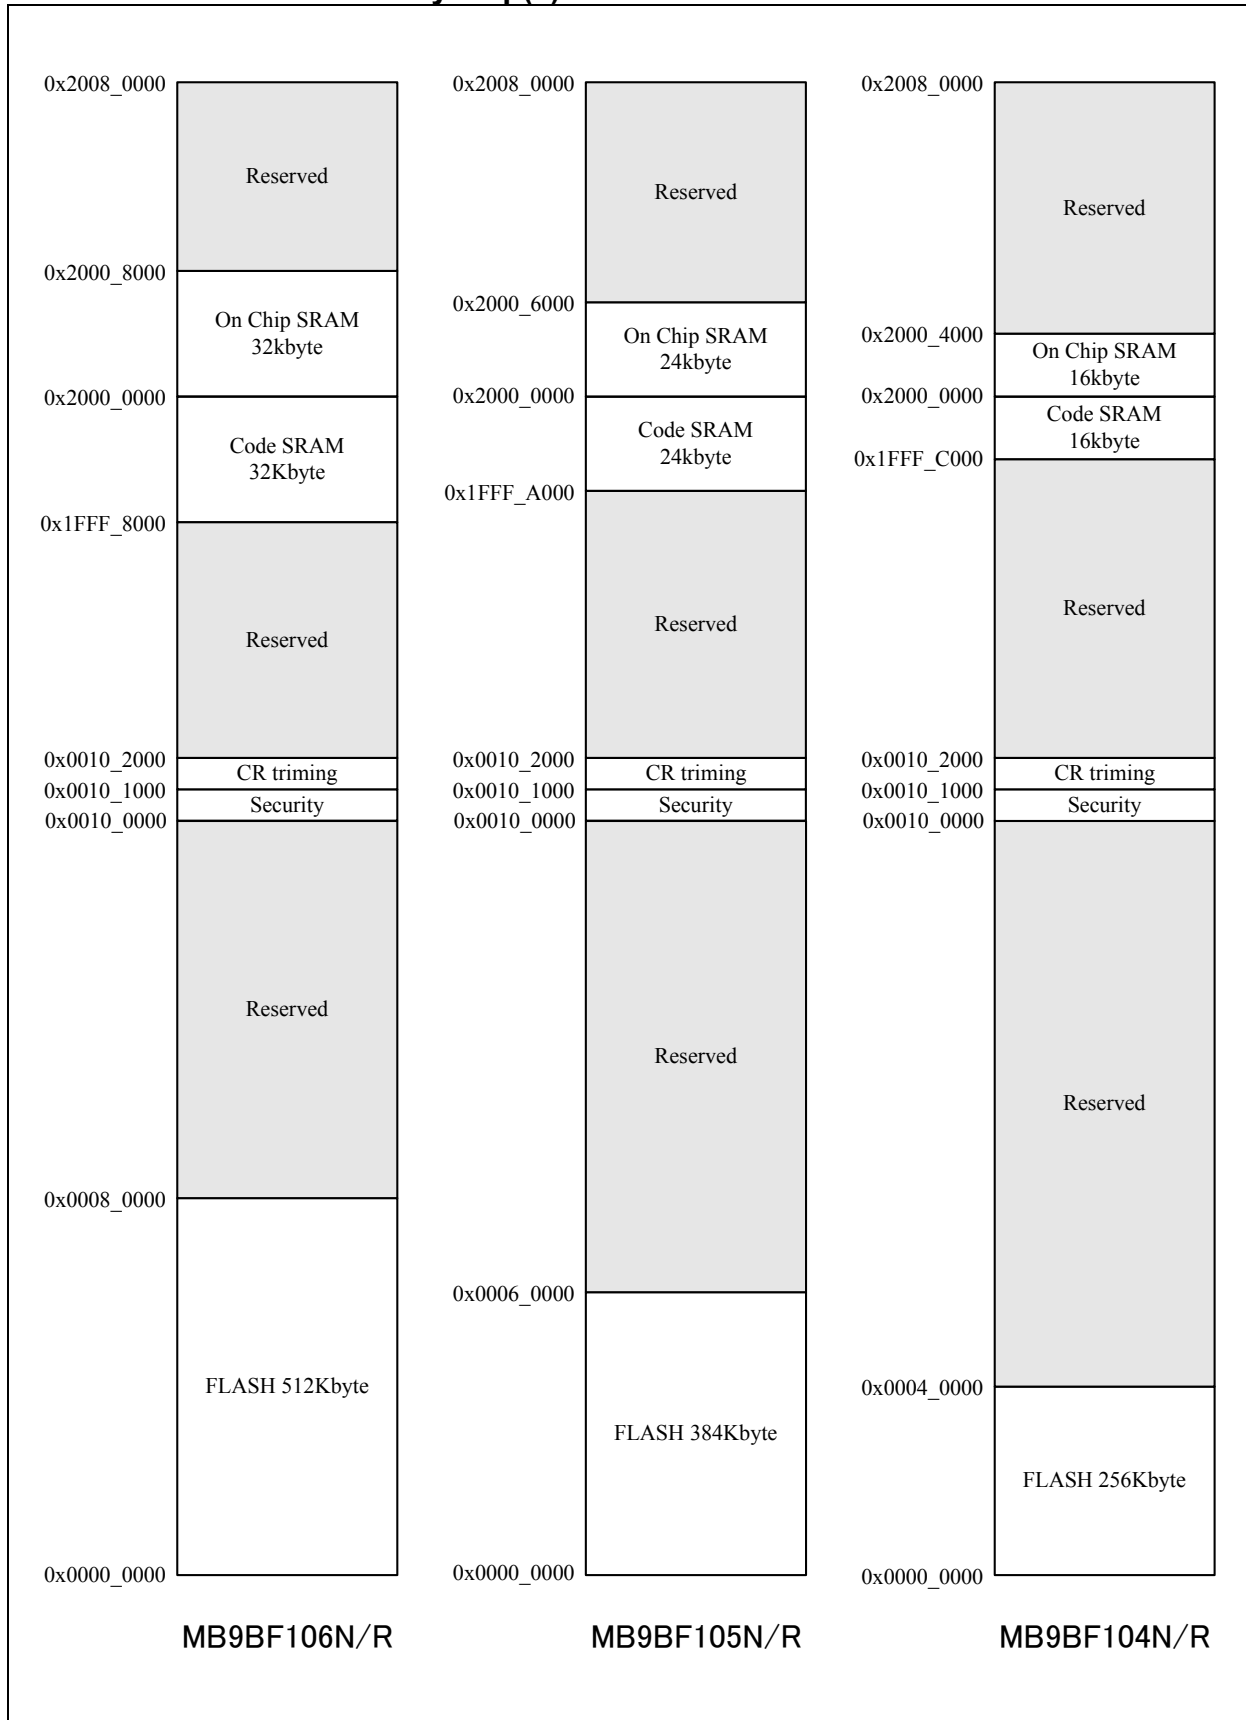 0x2008_0000
Reserved
0x2000_8000
On Chip SRAM
32kbyte
0x2000_0000
Code SRAM
32Kbyte
0x1FFF_8000
Reserved
0x0010_2000
CR triming
0x0010_1000
Security
0x0010_0000
Reserved
0x0008_0000
FLASH 512Kbyte
0x0000_0000
MB9BF106N/R
0x2008_0000
Reserved
0x2000_6000
On Chip SRAM
24kbyte
0x2000_0000
Code SRAM
24kbyte
0x1FFF_A000
Reserved
0x0010_2000
CR triming
0x0010_1000
Security
0x0010_0000
Reserved
0x0006_0000
FLASH 384Kbyte
0x0000_0000
MB9BF105N/R
0x2008_0000
Reserved
0x2000_4000
On Chip SRAM
16kbyte
0x2000_0000
Code SRAM
16kbyte
0x1FFF_C000
Reserved
0x0010_2000
CR triming
0x0010_1000
Security
0x0010_0000
Reserved
0x0004_0000
FLASH 256Kbyte
0x0000_0000
MB9BF104N/R